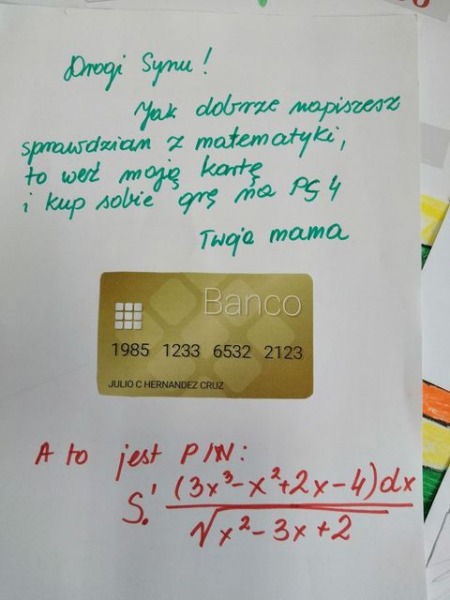 Drogi Synu!
Jak dobrze napiszesz
sprawdzian z matematyki,
to weź moją kartę
i kup sobie grę na PS4
Twoja mama
Banco
1985 1233 6532 2123
JULIO C HERNANDEZ CRUZ
A to jest PIN:
S₀¹ (3x³-x²+2x-4)dx
√x²-3x+2